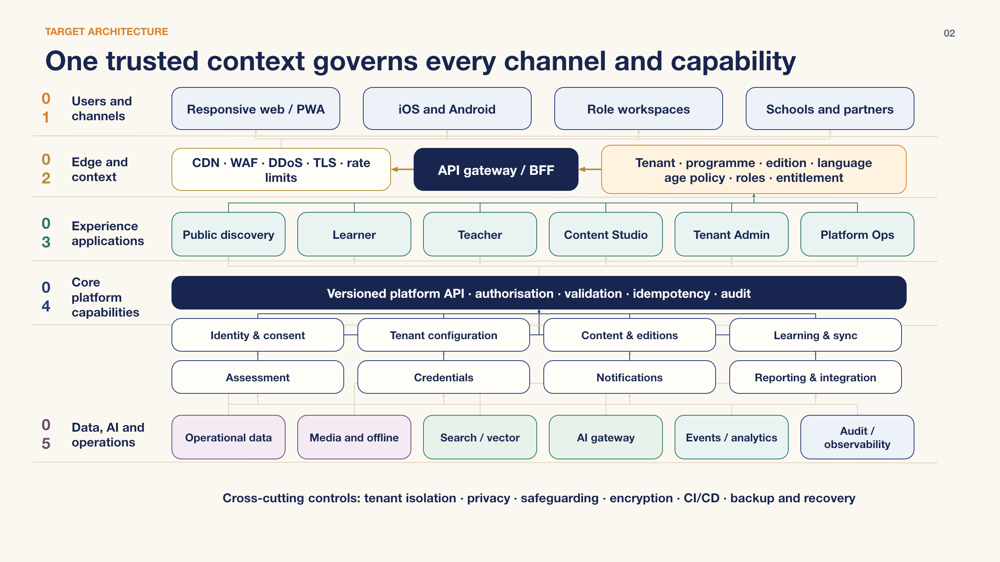 TARGET ARCHITECTURE
02
One trusted context governs every channel and capability
0
1
Users and
channels
Responsive web / PWA
iOS and Android
Role workspaces
Schools and partners
0
2
Edge and
context
CDN · WAF · DDoS · TLS · rate
limits
API gateway / BFF
Tenant · programme · edition · language
age policy · roles · entitlement
0
3
Experience
applications
Public discovery
Learner
Teacher
Content Studio
Tenant Admin
Platform Ops
0
4
Core
platform
capabilities
Versioned platform API · authorisation · validation · idempotency · audit
Identity & consent
Tenant configuration
Content & editions
Learning & sync
Assessment
Credentials
Notifications
Reporting & integration
0
5
Data, AI and
operations
Operational data
Media and offline
Search / vector
AI gateway
Events / analytics
Audit /
observability
Cross-cutting controls: tenant isolation · privacy · safeguarding · encryption · CI/CD · backup and recovery